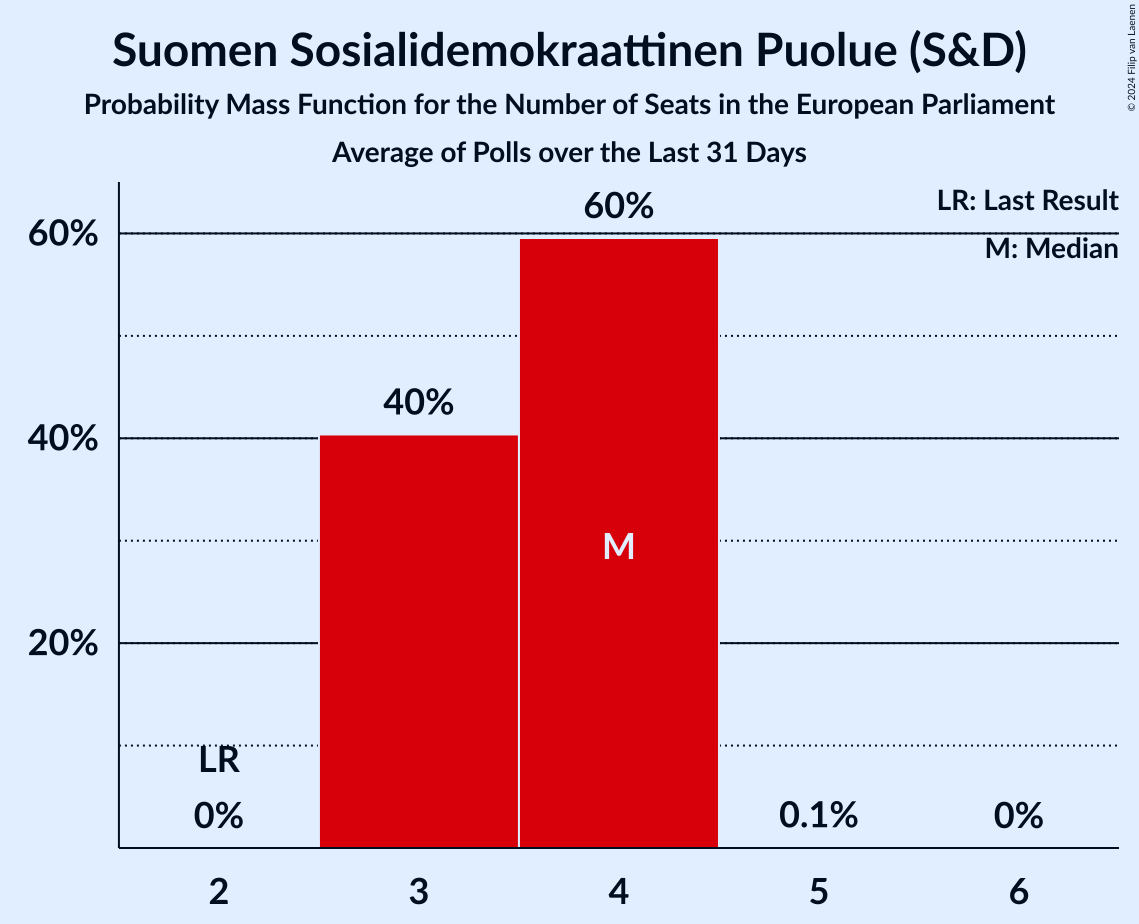 Suomen Sosialidemokraattinen Puolue (S&D)
Probability Mass Function for the Number of Seats in the European Parliament
Average of Polls over the Last 31 Days
© 2024 Filip van Laenen
LR: Last Result
M: Median
60%
60%
40%
40%
M
20%
LR
0%
0.1%
0%
2 3 4 5 6